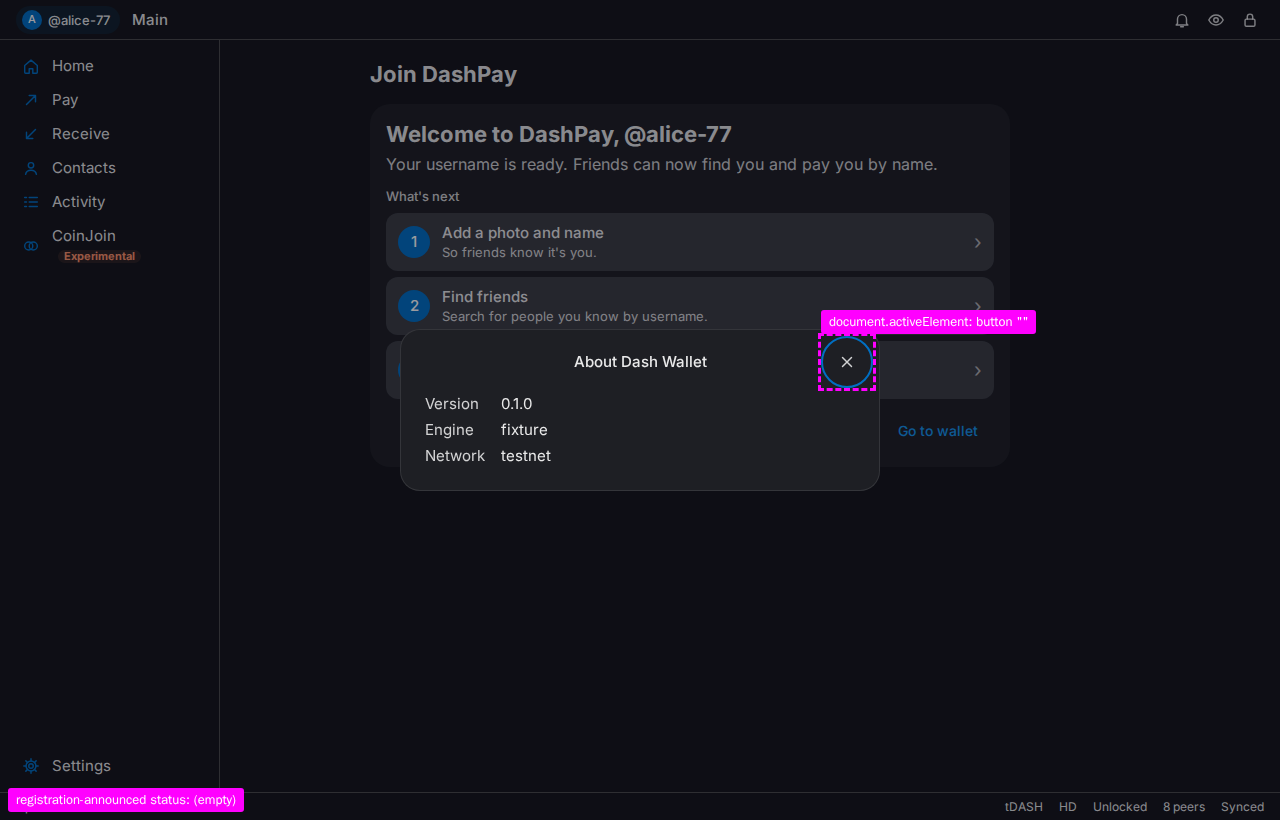 A @alice-77 Main
Home
Pay
Receive
Contacts
Activity
CoinJoin
Experimental
Settings
Join DashPay
Welcome to DashPay, @alice-77
Your username is ready. Friends can now find you and pay you by name.
What's next
1 Add a photo and name
So friends know it's you.
2 Find friends
Search for people you know by username.
document.activeElement: button ""
About Dash Wallet
Version 0.1.0
Engine fixture
Network testnet
Go to wallet
registration-announced status: (empty)
tDASH HD Unlocked 8 peers Synced